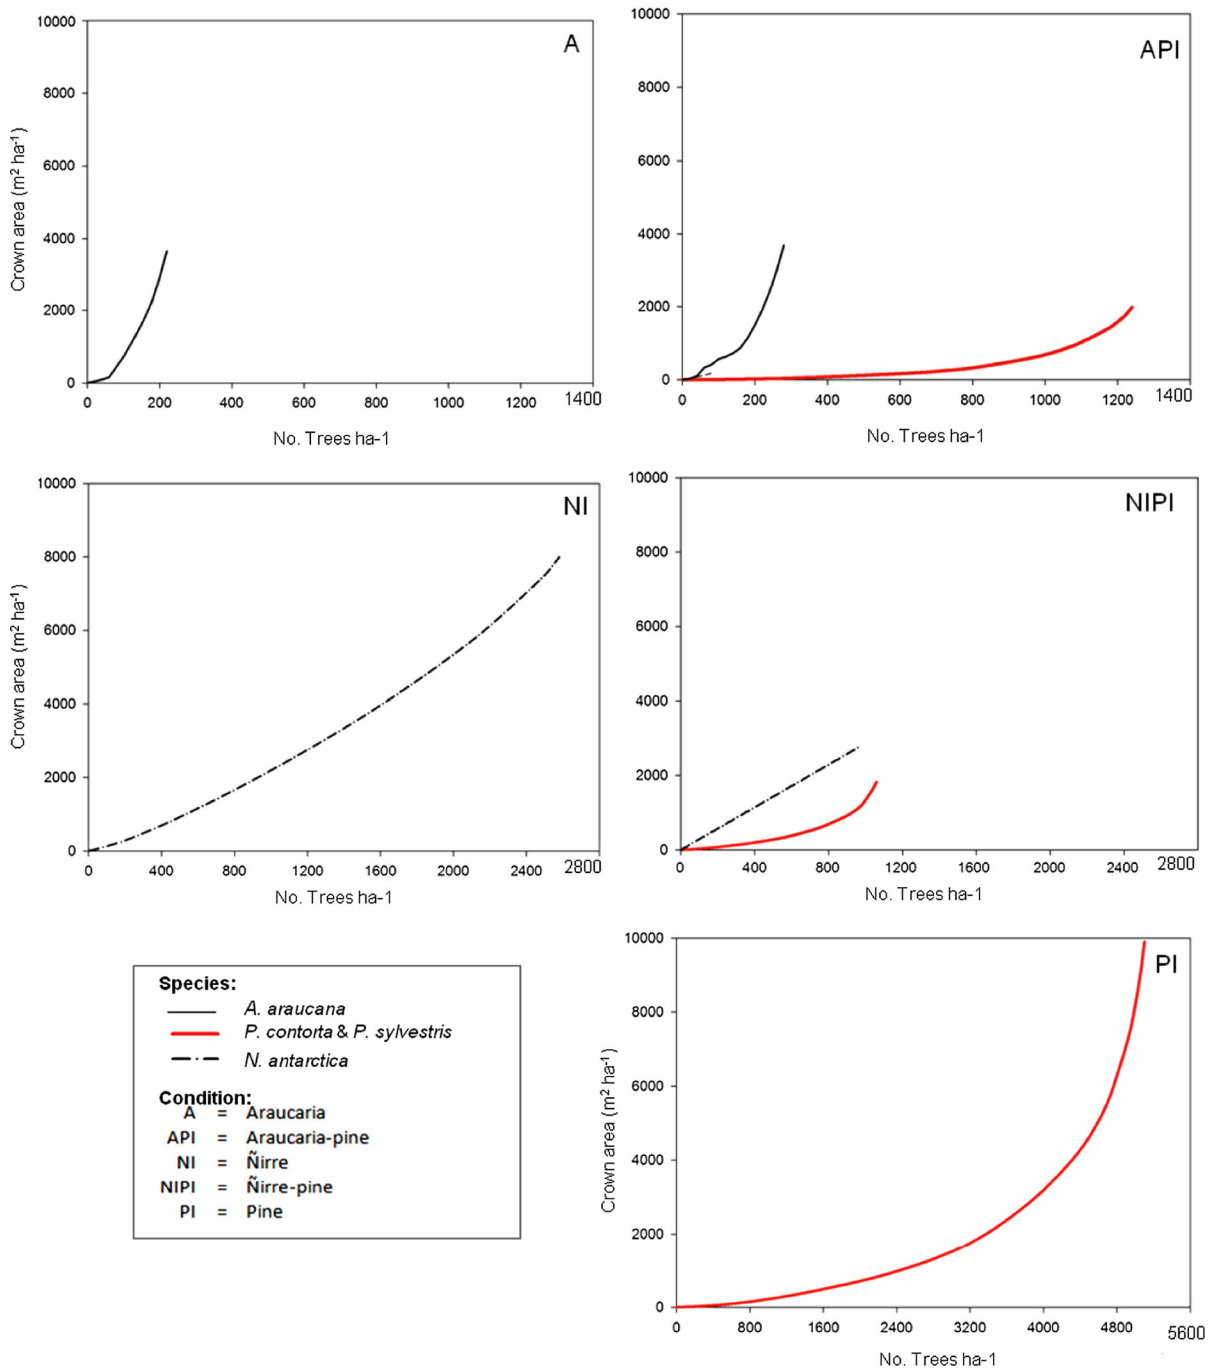 A
10000
8000
6000
4000
2000
0
Crown area (m² ha⁻¹)
0 200 400 600 800 1000 1200 1400
No. Trees ha-1
API
10000
8000
6000
4000
2000
0
0 200 400 600 800 1000 1200 1400
No. Trees ha-1
NI
10000
8000
6000
4000
2000
0
Crown area (m² ha⁻¹)
0 400 800 1200 1600 2000 2400 2800
No. Trees ha-1
NIPI
10000
8000
6000
4000
2000
0
0 400 800 1200 1600 2000 2400 2800
No. Trees ha-1
Species:
A. araucana
P. contorta & P. sylvestris
N. antarctica
Condition:
A = Araucaria
API = Araucaria-pine
NI = Ñirre
NIPI = Ñirre-pine
PI = Pine
PI
10000
8000
6000
4000
2000
0
Crown area (m² ha⁻¹)
0 800 1600 2400 3200 4000 4800 5600
No. Trees ha-1